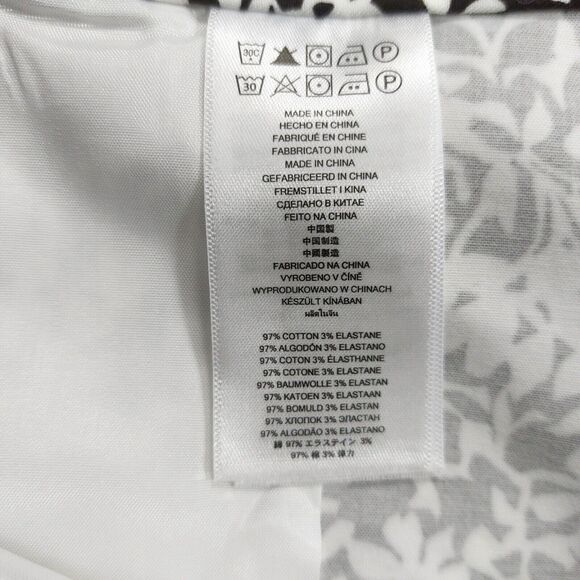 30C P
30 P
MADE IN CHINA
HECHO EN CHINA
FABRIQUÉ EN CHINE
FABBRICATO IN CINA
MADE IN CHINA
GEFABRICEERD IN CHINA
FREMSTILLET I KINA
СДЕЛАНО В КИТАЕ
FEITO NA CHINA
中国製
中国制造
中國製造
FABRICADO NA CHINA
VYROBENO V ČÍNĚ
WYPRODUKOWANO W CHINACH
KÉSZÜLT KÍNÁBAN
ผลิตในจีน
97% COTTON 3% ELASTANE
97% ALGODÓN 3% ELASTANO
97% COTON 3% ÉLASTHANNE
97% COTONE 3% ELASTANE
97% BAUMWOLLE 3% ELASTAN
97% KATOEN 3% ELASTAAN
97% BOMULD 3% ELASTAN
97% ХЛОПОК 3% ЭЛАСТАН
97% ALGODÃO 3% ELASTANO
綿 97% エラステイン 3%
97% 棉 3% 弹力